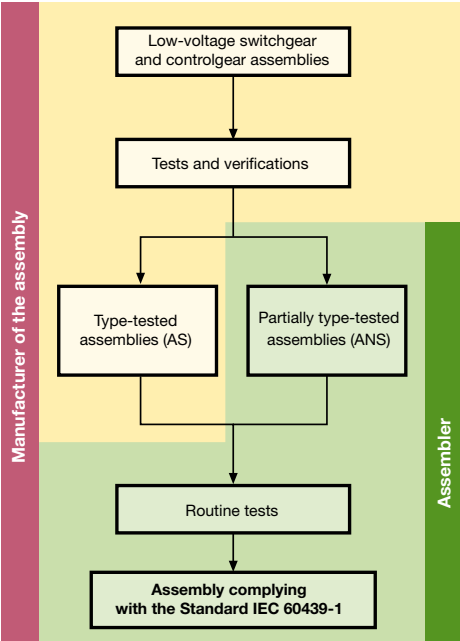 Low-voltage switchgear
and controlgear assemblies
Tests and verifications
Manufacturer of the assembly
Type-tested
assemblies (AS)
Partially type-tested
assemblies (ANS)
Assembler
Routine tests
Assembly complying
with the Standard IEC 60439-1